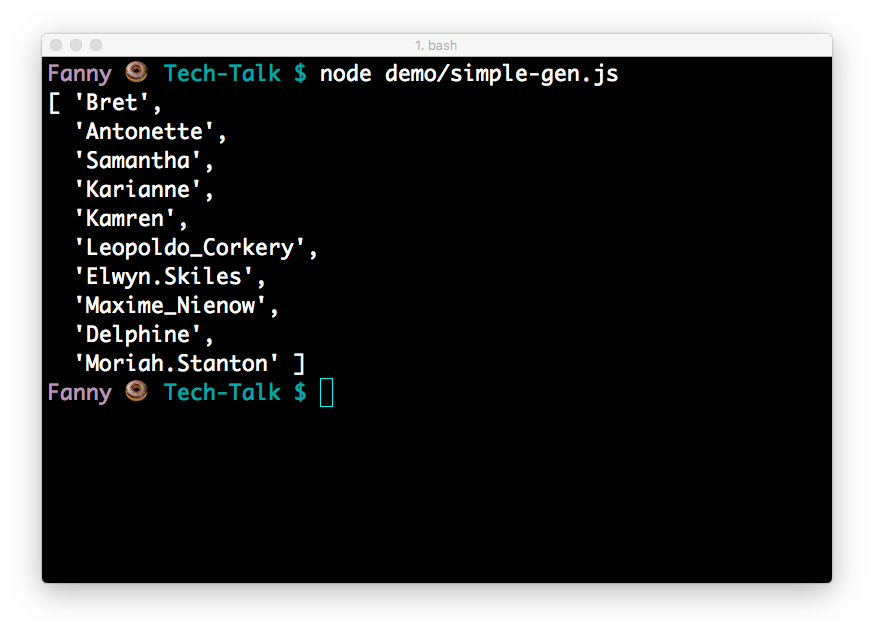 1. bash
Fanny 🍩 Tech-Talk $ node demo/simple-gen.js
[ 'Bret',
'Antonette',
'Samantha',
'Karianne',
'Kamren',
'Leopoldo_Corkery',
'Elwyn.Skiles',
'Maxime_Nienow',
'Delphine',
'Moriah.Stanton' ]
Fanny 🍩 Tech-Talk $